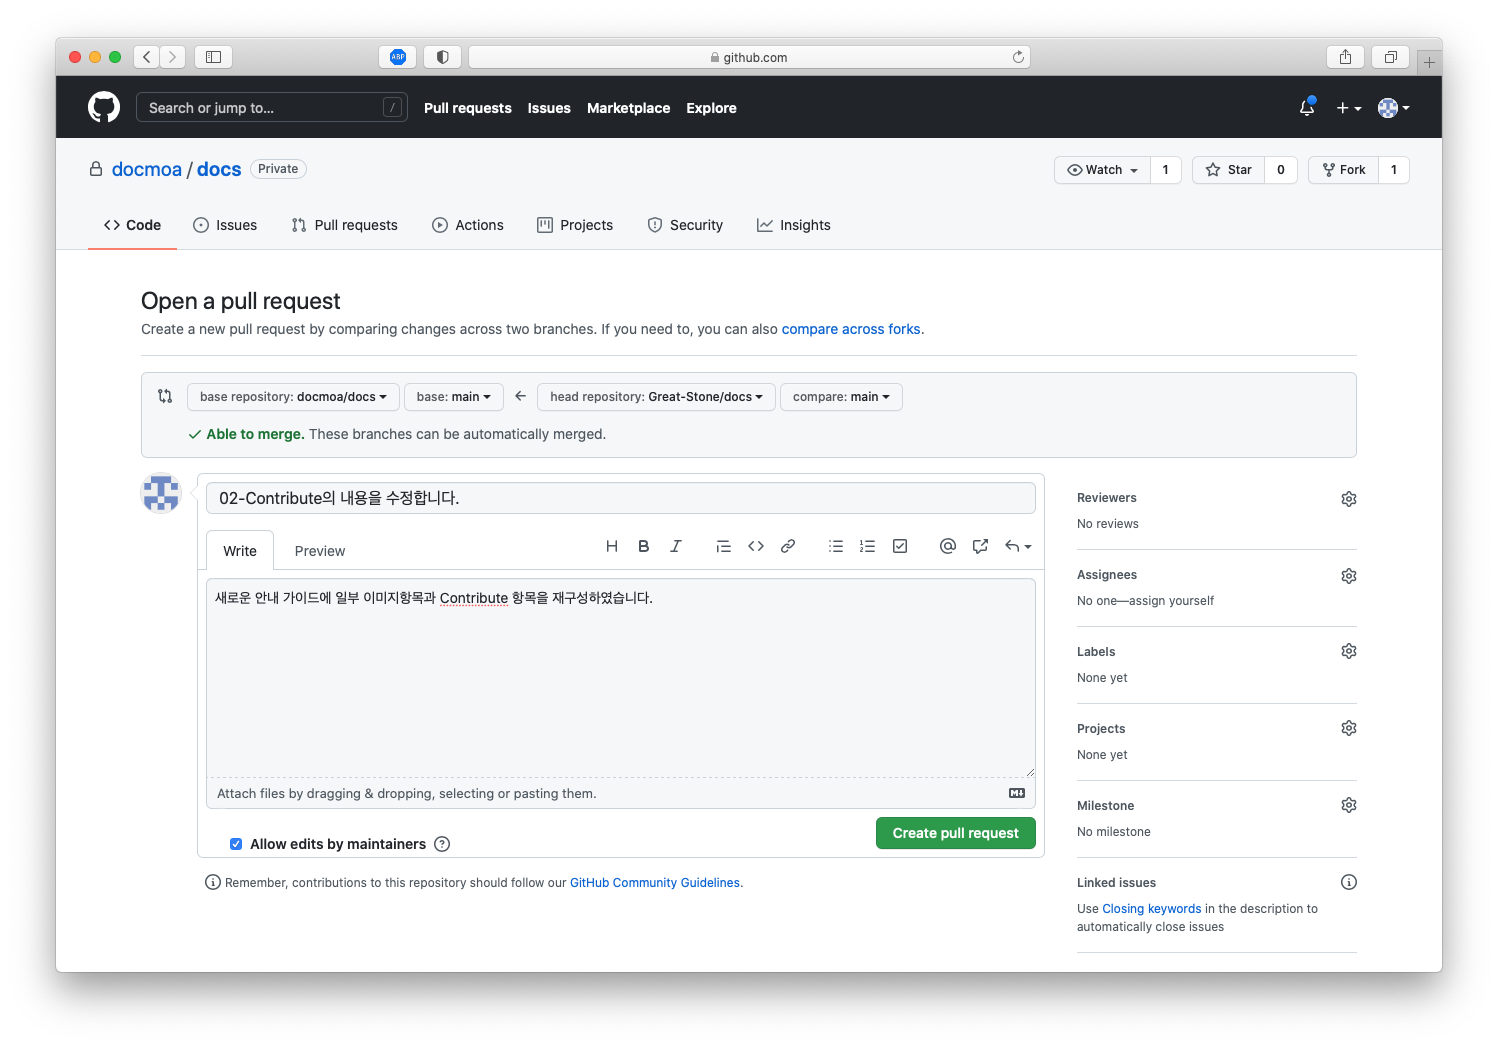 ABP
github.com
Search or jump to... /
Pull requests Issues Marketplace Explore
docmoa / docs Private
Watch 1 Star 0 Fork 1
Code Issues Pull requests Actions Projects Security Insights
Open a pull request
Create a new pull request by comparing changes across two branches. If you need to, you can also compare across forks.
base repository: docmoa/docs base: main ← head repository: Great-Stone/docs compare: main
Able to merge. These branches can be automatically merged.
02-Contribute의 내용을 수정합니다.
Write Preview
새로운 안내 가이드에 일부 이미지항목과 Contribute 항목을 재구성하였습니다.
Attach files by dragging & dropping, selecting or pasting them.
Allow edits by maintainers
Create pull request
Remember, contributions to this repository should follow our GitHub Community Guidelines.
Reviewers
No reviews
Assignees
No one—assign yourself
Labels
None yet
Projects
None yet
Milestone
No milestone
Linked issues
Use Closing keywords in the description to
automatically close issues